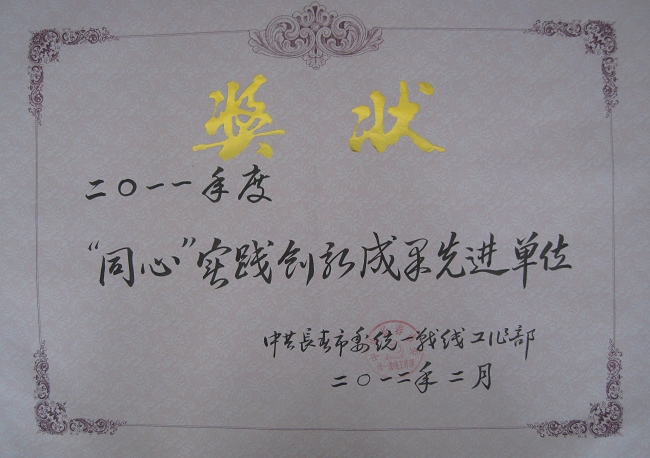 獎状
二〇一一年度
“同心”实践创新成果先进单位
中共長春市委统一战线工作部
二〇一二年二月